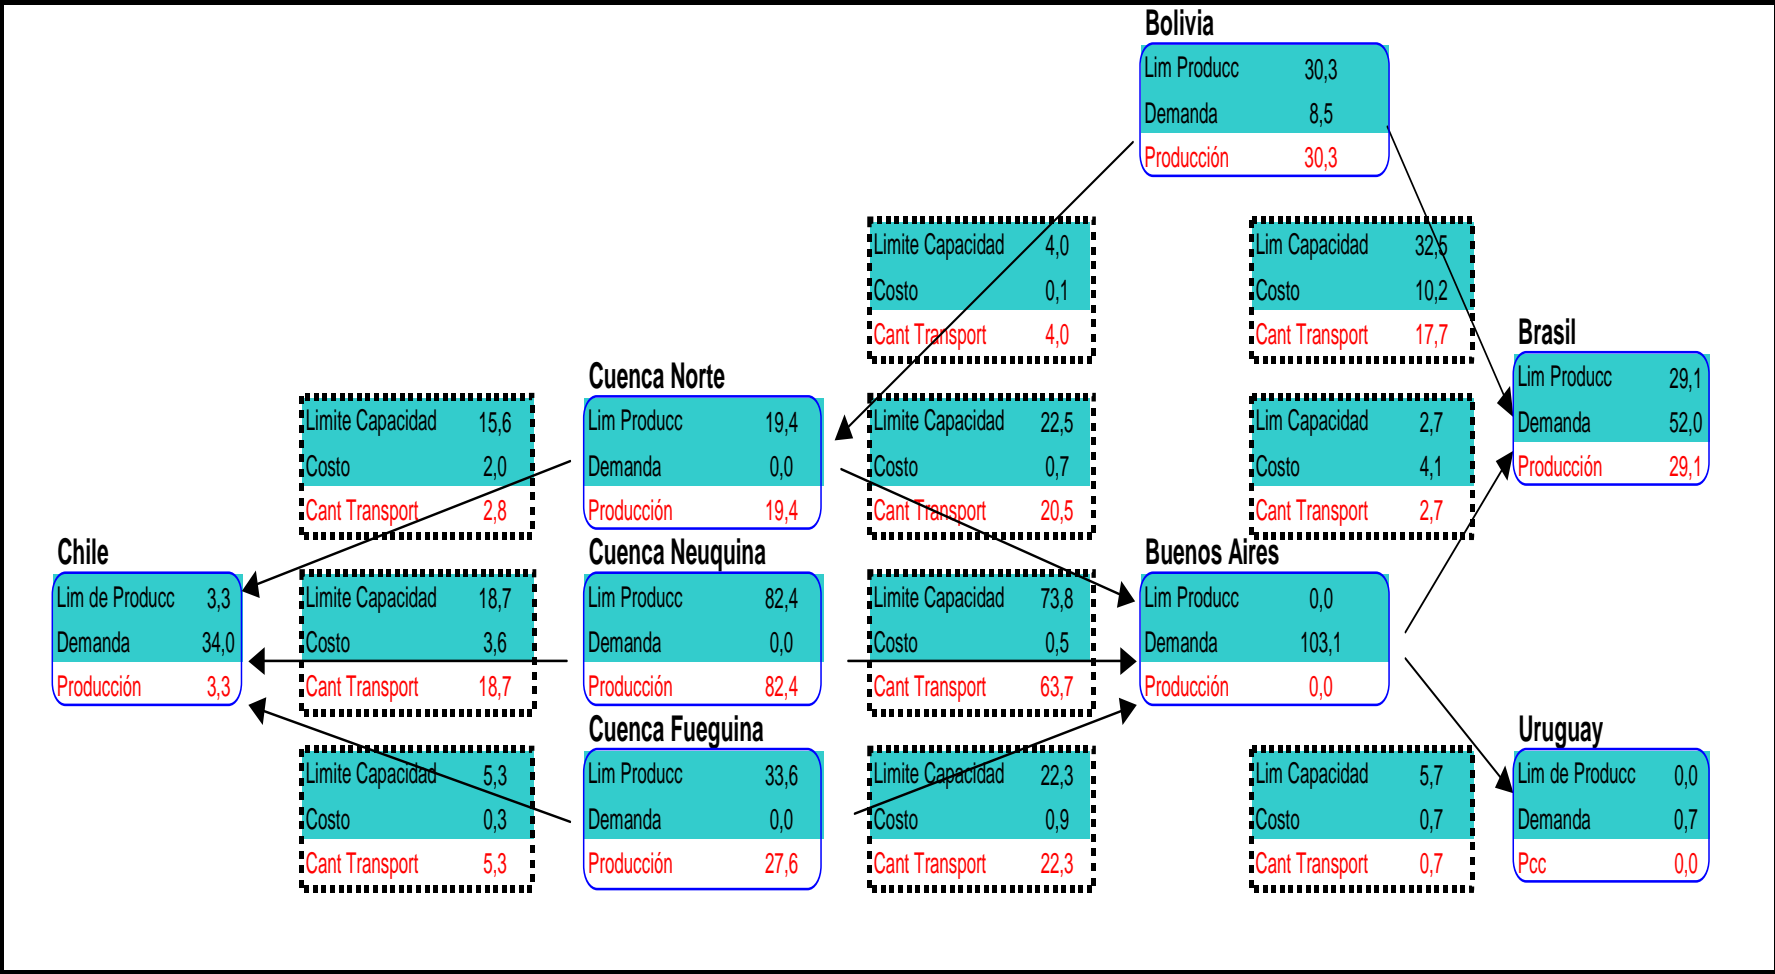 Bolivia
Lim Producc 30,3
Demanda 8,5
Producción 30,3
Limite Capacidad 4,0
Costo 0,1
Cant Transport 4,0
Lim Capacidad 32,5
Costo 10,2
Cant Transport 17,7
Brasil
Lim Producc 29,1
Demanda 52,0
Producción 29,1
Cuenca Norte
Lim Producc 19,4
Demanda 0,0
Producción 19,4
Limite Capacidad 15,6
Costo 2,0
Cant Transport 2,8
Limite Capacidad 22,5
Costo 0,7
Cant Transport 20,5
Lim Capacidad 2,7
Costo 4,1
Cant Transport 2,7
Chile
Lim de Producc 3,3
Demanda 34,0
Producción 3,3
Limite Capacidad 18,7
Costo 3,6
Cant Transport 18,7
Cuenca Neuquina
Lim Producc 82,4
Demanda 0,0
Producción 82,4
Limite Capacidad 73,8
Costo 0,5
Cant Transport 63,7
Buenos Aires
Lim Producc 0,0
Demanda 103,1
Producción 0,0
Limite Capacidad 5,3
Costo 0,3
Cant Transport 5,3
Cuenca Fueguina
Lim Producc 33,6
Demanda 0,0
Producción 27,6
Limite Capacidad 22,3
Costo 0,9
Cant Transport 22,3
Lim Capacidad 5,7
Costo 0,7
Cant Transport 0,7
Uruguay
Lim de Producc 0,0
Demanda 0,7
Pcc 0,0